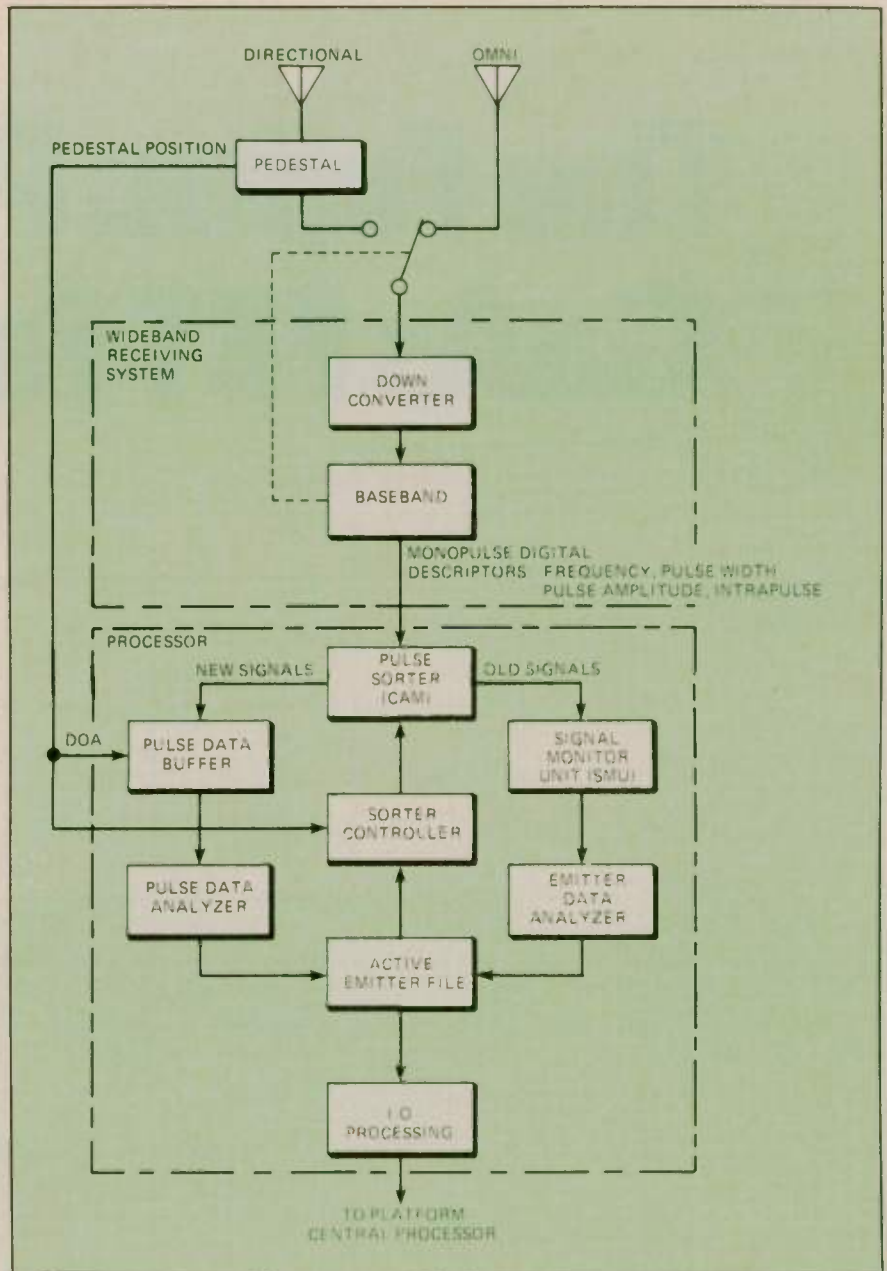 DIRECTIONAL
OMNI
PEDESTAL POSITION
PEDESTAL
WIDEBAND
RECEIVING
SYSTEM
DOWN
CONVERTER
BASEBAND
MONOPULSE DIGITAL
DESCRIPTORS FREQUENCY, PULSE WIDTH
PULSE AMPLITUDE, INTRAPULSE
PROCESSOR
NEW SIGNALS
PULSE
SORTER
(CAM)
OLD SIGNALS
DOA
PULSE DATA
BUFFER
SIGNAL
MONITOR
UNIT (SMU)
SORTER
CONTROLLER
PULSE DATA
ANALYZER
EMITTER
DATA
ANALYZER
ACTIVE
EMITTER FILE
I/O
PROCESSING
TO PLATFORM
CENTRAL PROCESSOR